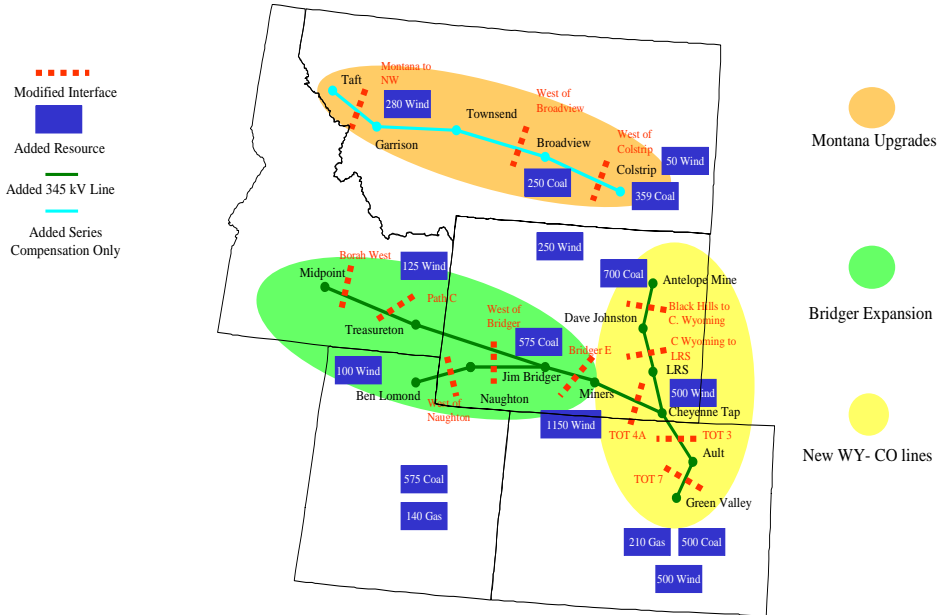 Modified Interface
Added Resource
Added 345 kV Line
Added Series
Compensation Only
Montana to
NW
Taft
280 Wind
Garrison
Townsend
West of
Broadview
Broadview
250 Coal
West of
Colstrip
Colstrip
50 Wind
359 Coal
Montana Upgrades
250 Wind
Borah West
Midpoint
125 Wind
Path C
Treasureton
West of
Bridger
575 Coal
Bridger E
Jim Bridger
Naughton
Miners
100 Wind
Ben Lomond
West of
Naughton
1150 Wind
Bridger Expansion
700 Coal
Antelope Mine
Black Hills to
C. Wyoming
Dave Johnston
C Wyoming to
LRS
LRS
500 Wind
Cheyenne Tap
TOT 4A
TOT 3
Ault
TOT 7
Green Valley
New WY- CO lines
575 Coal
140 Gas
210 Gas
500 Coal
500 Wind